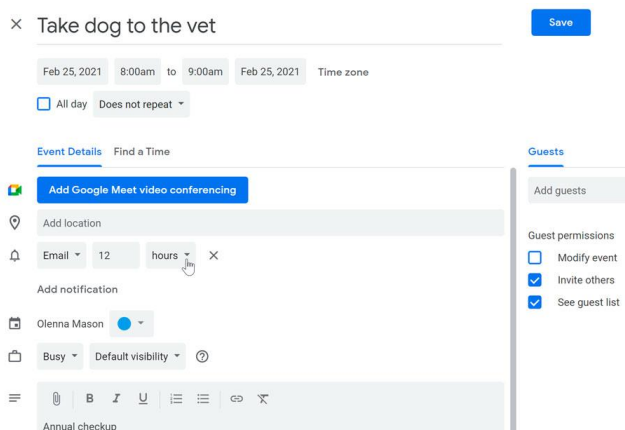 Take dog to the vet
Save
Feb 25, 2021 8:00am to 9:00am Feb 25, 2021 Time zone
All day Does not repeat
Event Details Find a Time
Guests
Add Google Meet video conferencing
Add guests
Add location
Guest permissions
Email 12 hours
Modify event
Invite others
Add notification
See guest list
Olenna Mason
Busy Default visibility
B I U
Annual checkup